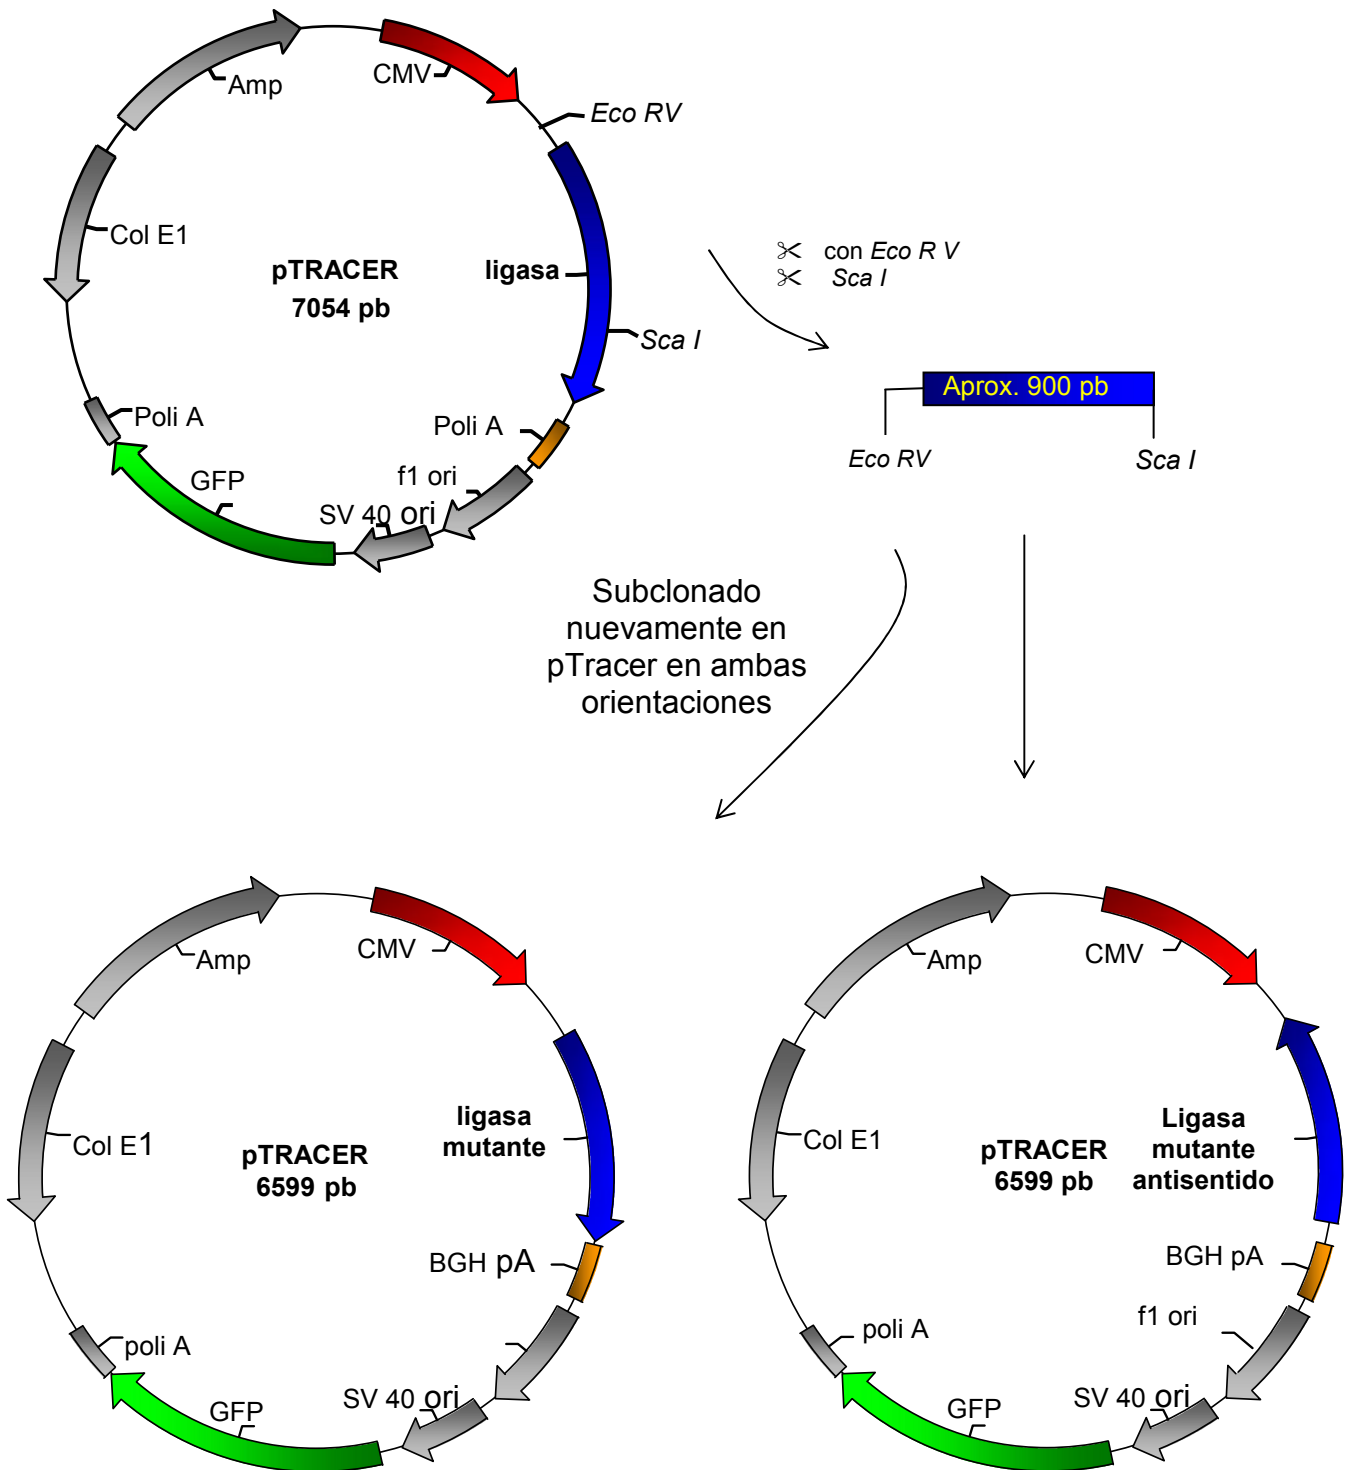 Amp
CMV
Eco RV
Col E1
pTRACER
7054 pb
ligasa
Sca I
Poli A
GFP
SV 40 ori
f1 ori
Poli A
con Eco R V
Sca I
Aprox. 900 pb
Eco RV
Sca I
Subclonado
nuevamente en
pTracer en ambas
orientaciones
Amp
CMV
Col E1
pTRACER
6599 pb
ligasa
mutante
BGH pA
poli A
GFP
SV 40 ori
Amp
CMV
Col E1
pTRACER
6599 pb
Ligasa
mutante
antisentido
BGH pA
f1 ori
poli A
GFP
SV 40 ori